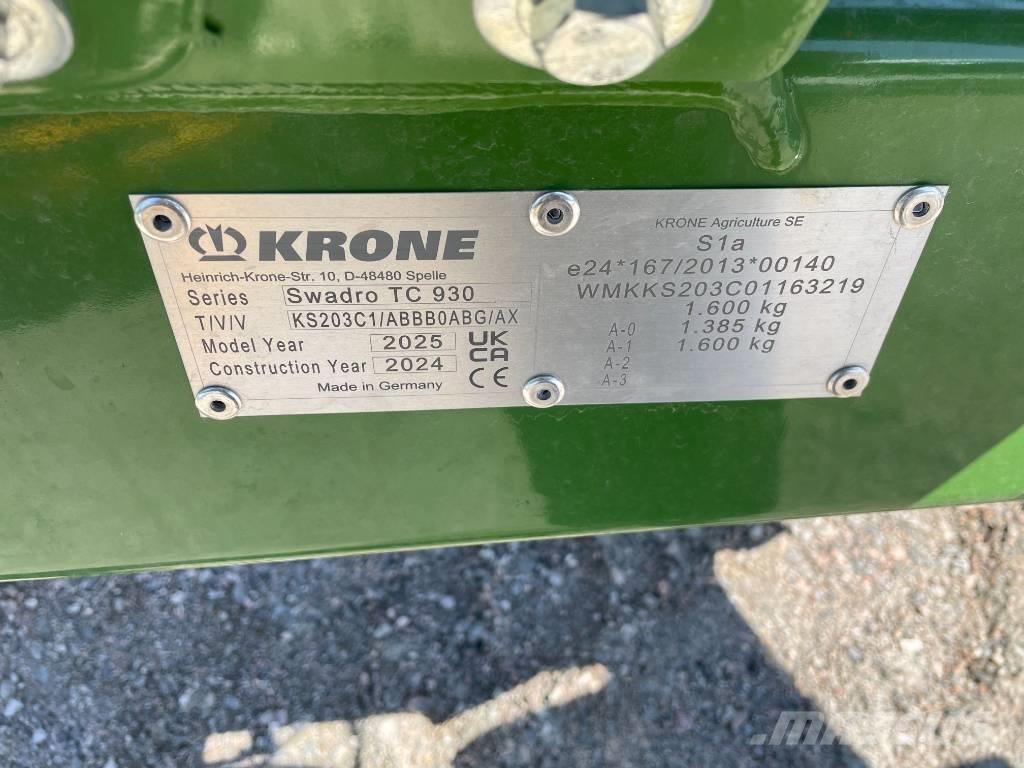 KRONE
Heinrich-Krone-Str. 10, D-48480 Spelle
Series Swadro TC 930
T/V/V KS203C1/ABBB0ABG/AX
Model Year 2025
Construction Year 2024
UK
CA
CE
Made in Germany
KRONE Agriculture SE
S1a
e24*167/2013*00140
WMKKS203C01163219
1.600 kg
A-0 1.385 kg
A-1 1.600 kg
A-2
A-3
MASCUS